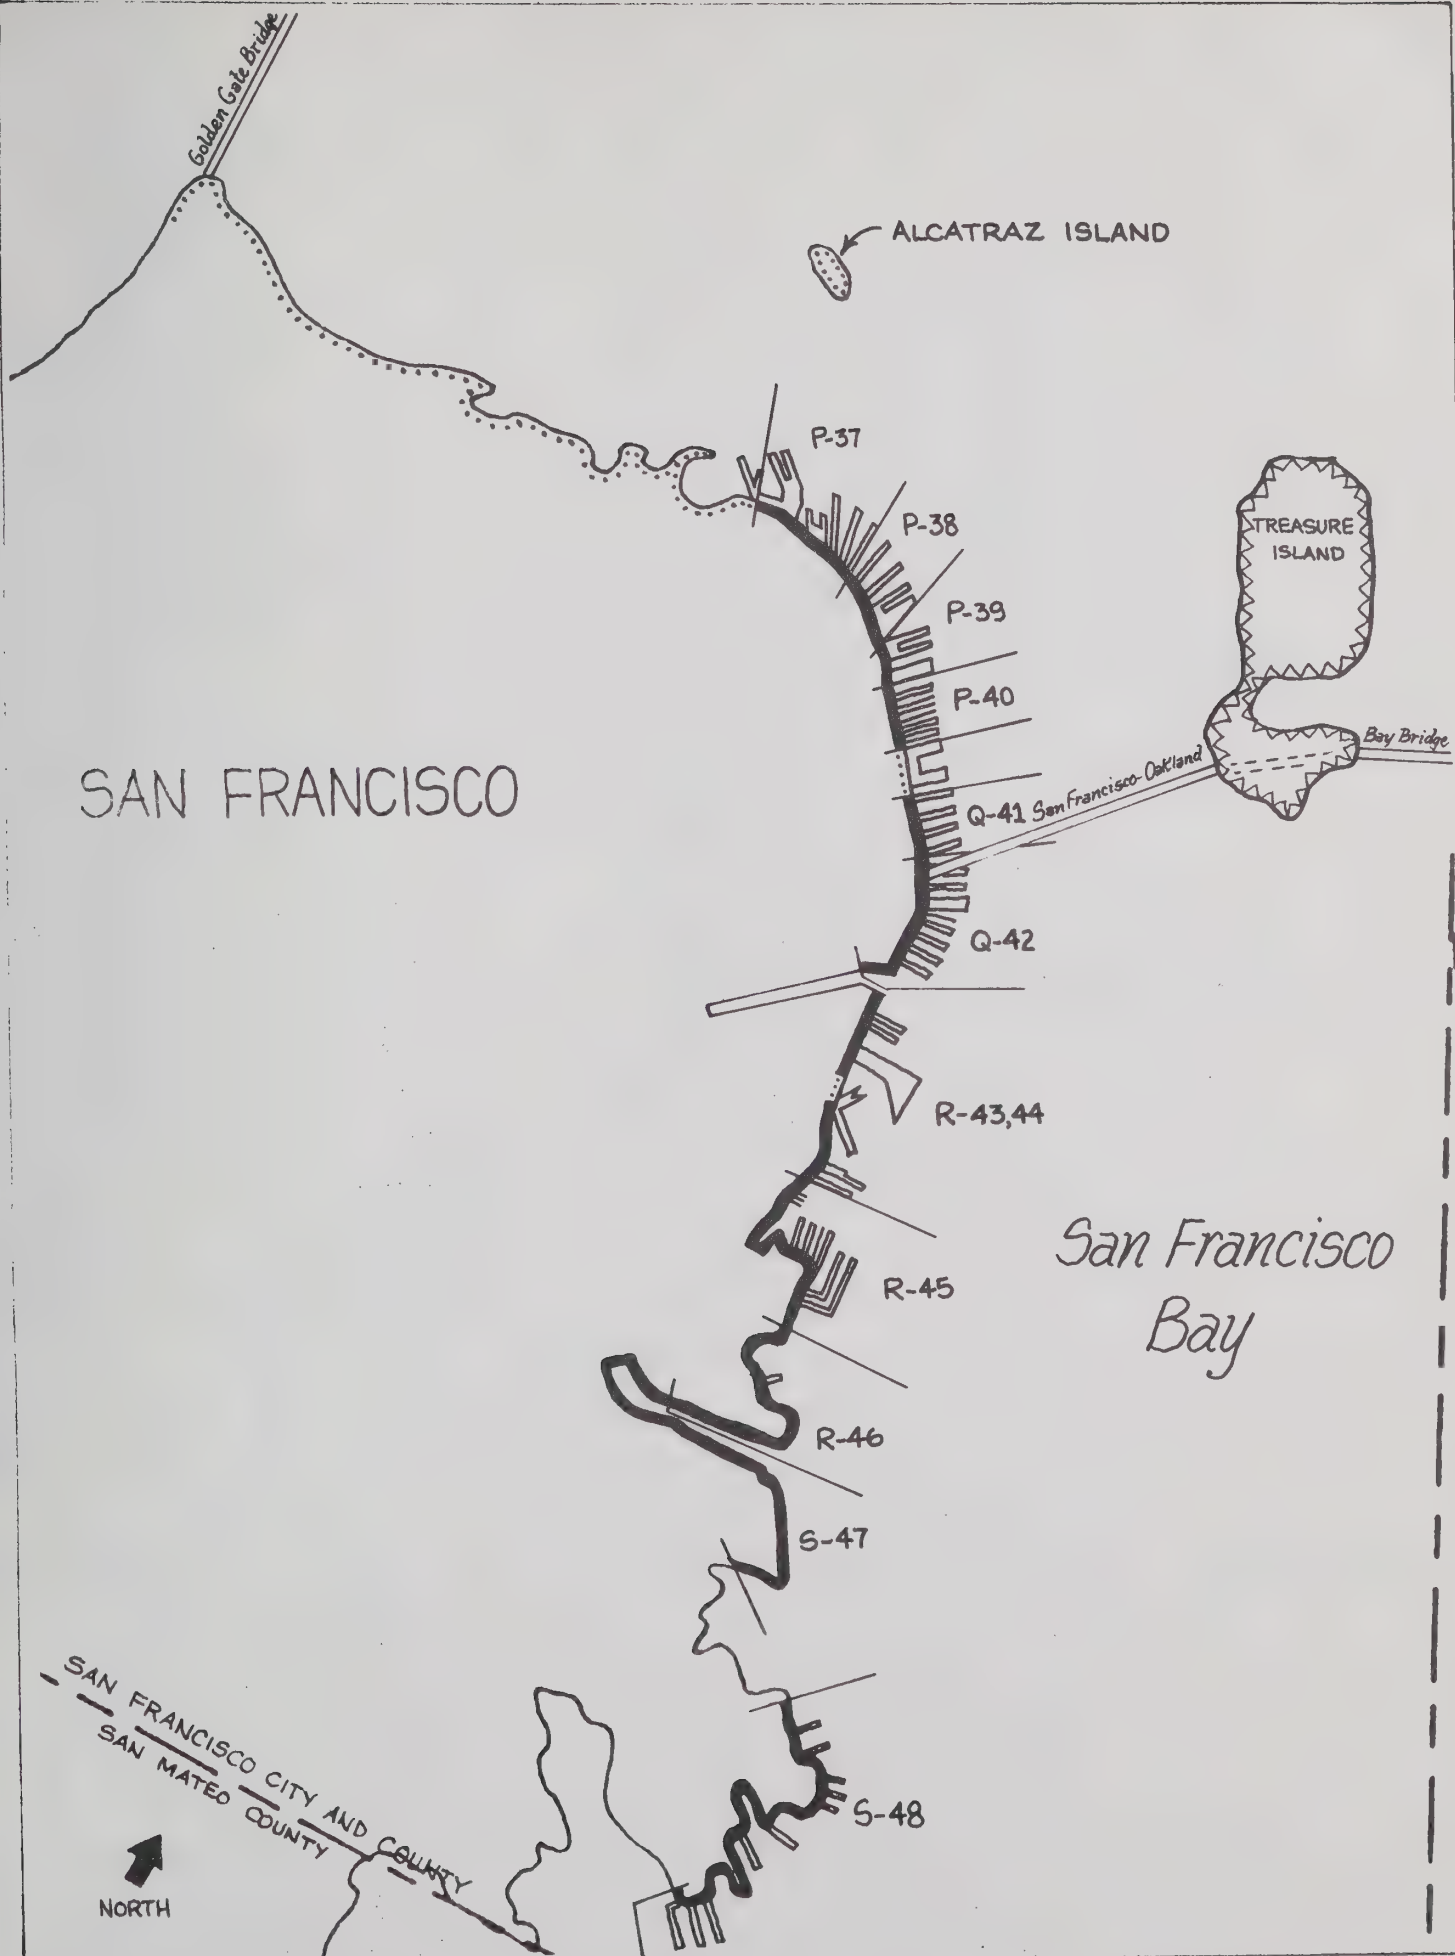 Golden Gate Bridge
ALCATRAZ ISLAND
P-37
P-38
TREASURE
ISLAND
P-39
P-40
Bay Bridge
San Francisco-Oakland
SAN FRANCISCO
Q-41
Q-42
R-43,44
San Francisco
Bay
R-45
R-46
S-47
SAN FRANCISCO CITY AND COUNTY
SAN MATEO COUNTY
S-48
NORTH